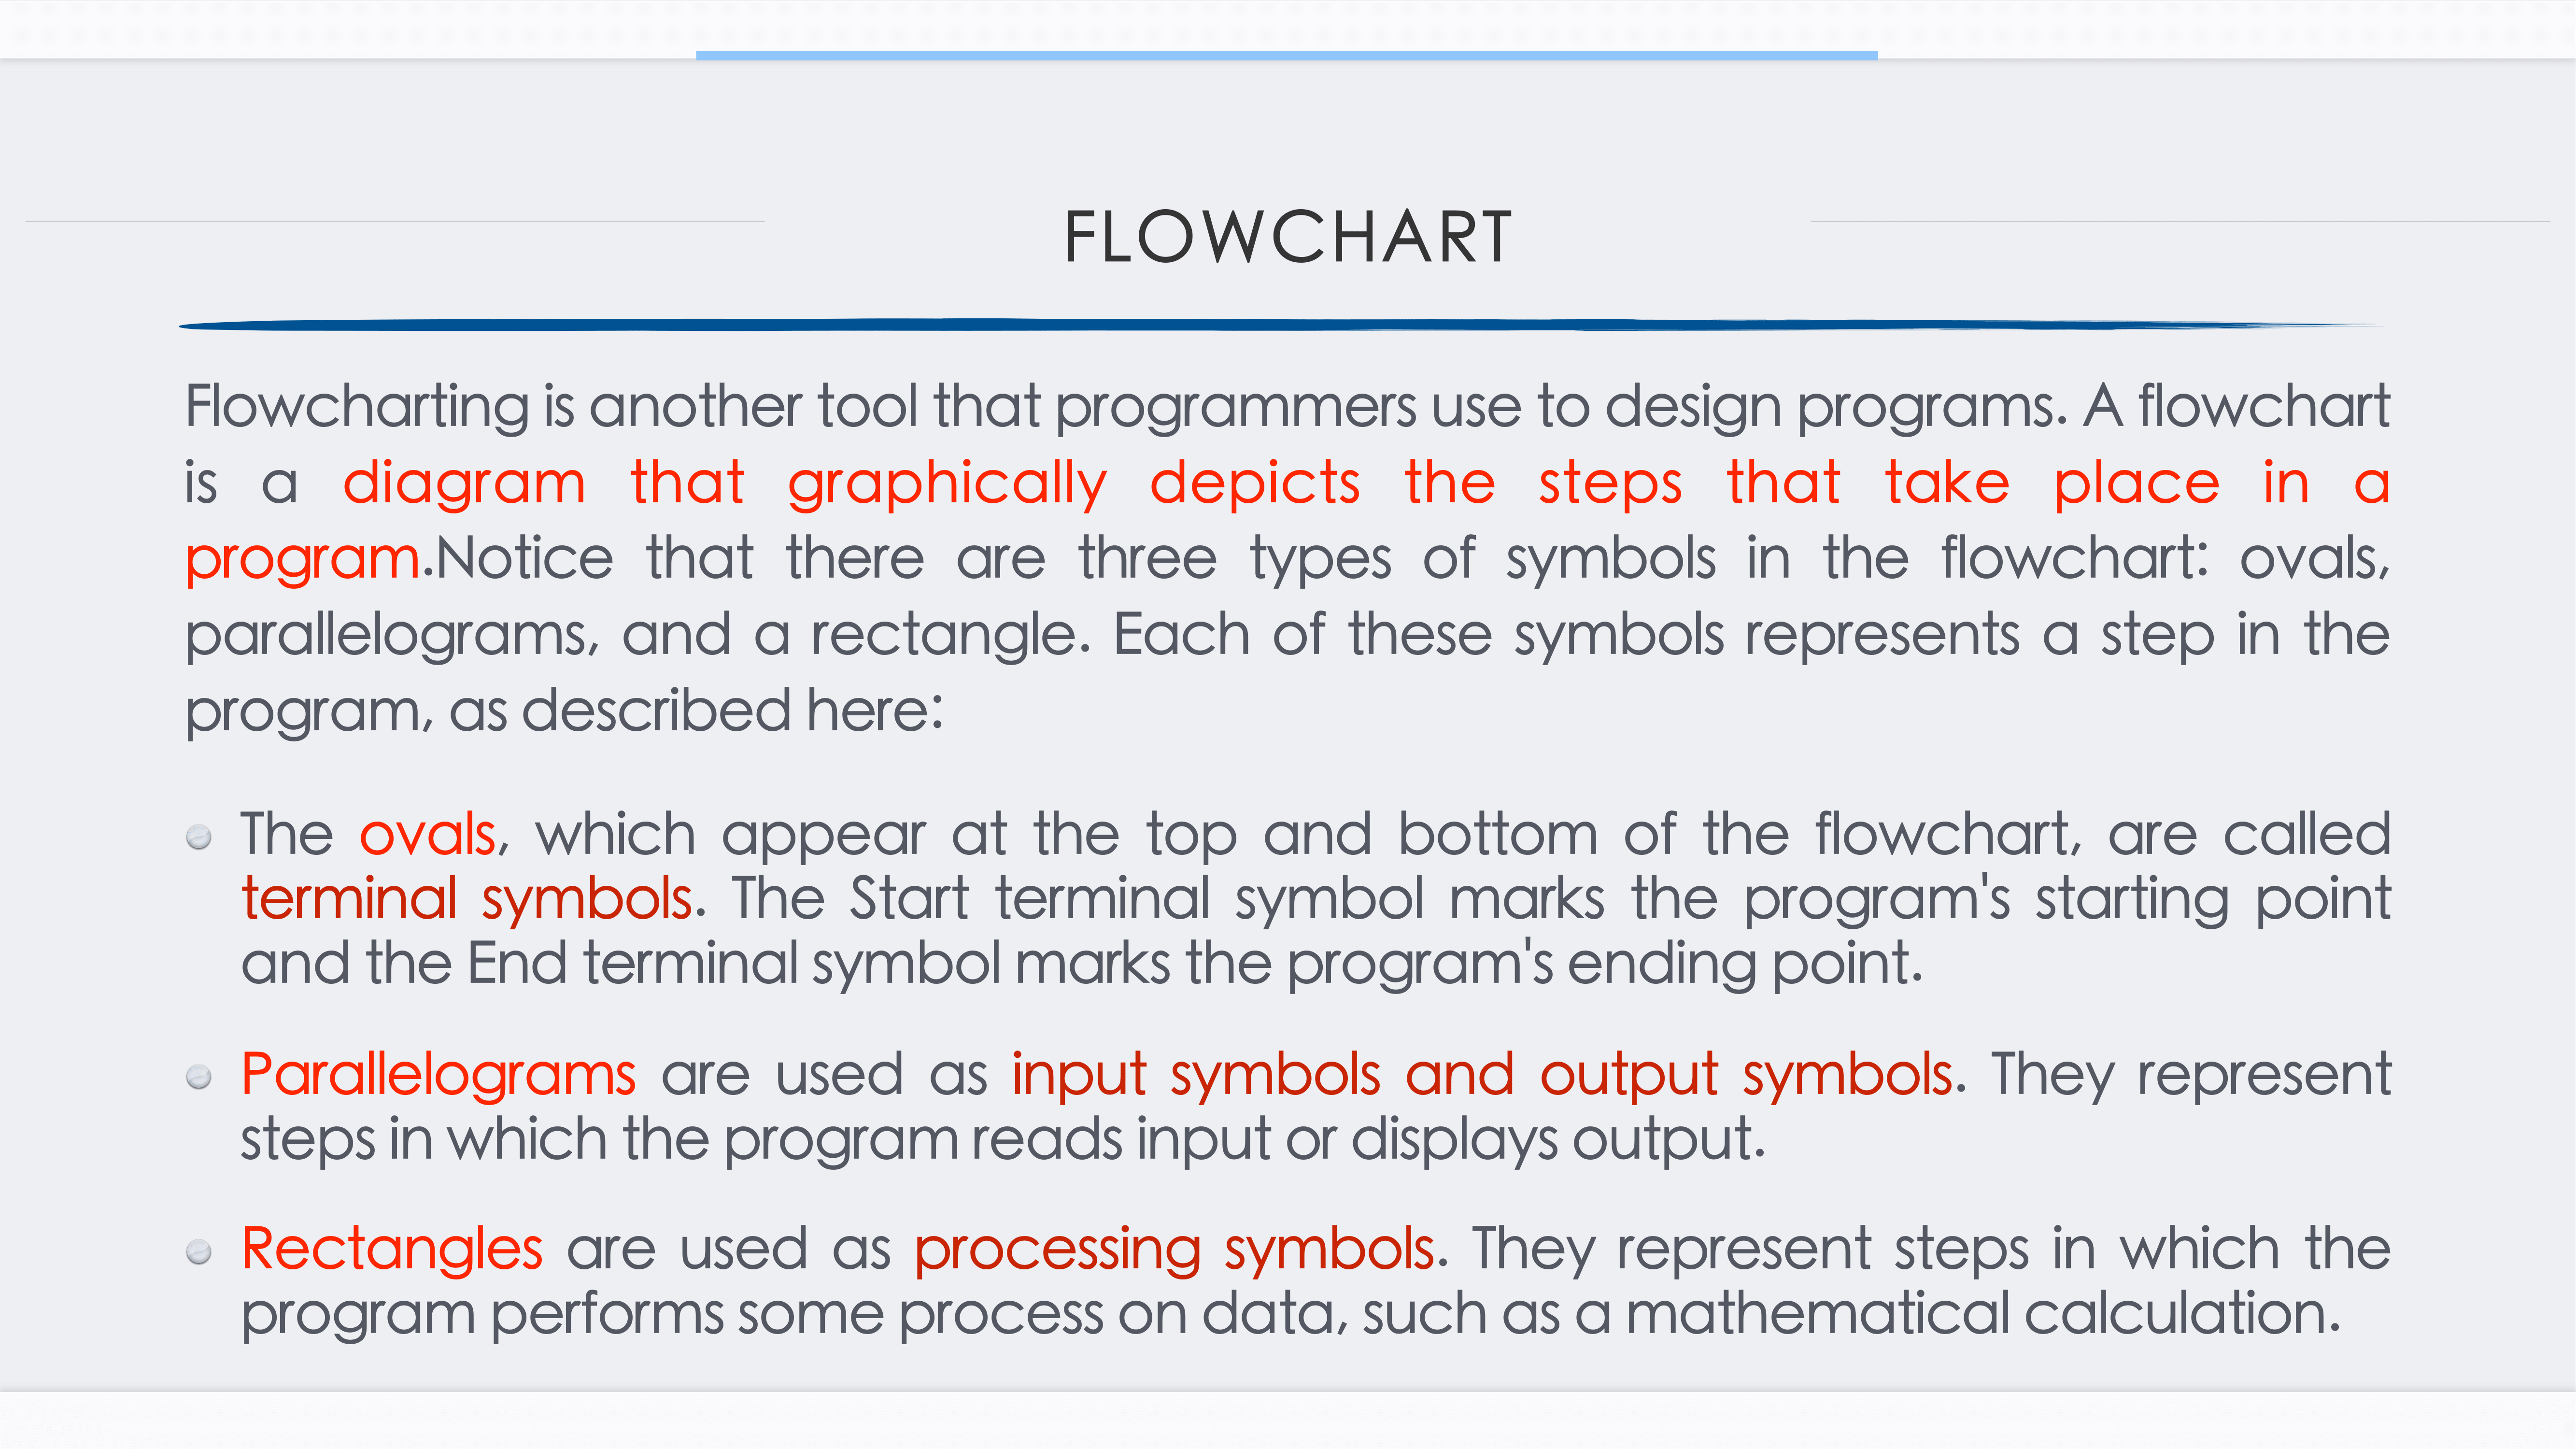 FLOWCHART
Flowcharting is another tool that programmers use to design programs. A flowchart
is a diagram that graphically depicts the steps that take place in a
program.Notice that there are three types of symbols in the flowchart: ovals,
parallelograms, and a rectangle. Each of these symbols represents a step in the
program, as described here:
The ovals, which appear at the top and bottom of the flowchart, are called
terminal symbols. The Start terminal symbol marks the program's starting point
and the End terminal symbol marks the program's ending point.
Parallelograms are used as input symbols and output symbols. They represent
steps in which the program reads input or displays output.
Rectangles are used as processing symbols. They represent steps in which the
program performs some process on data, such as a mathematical calculation.